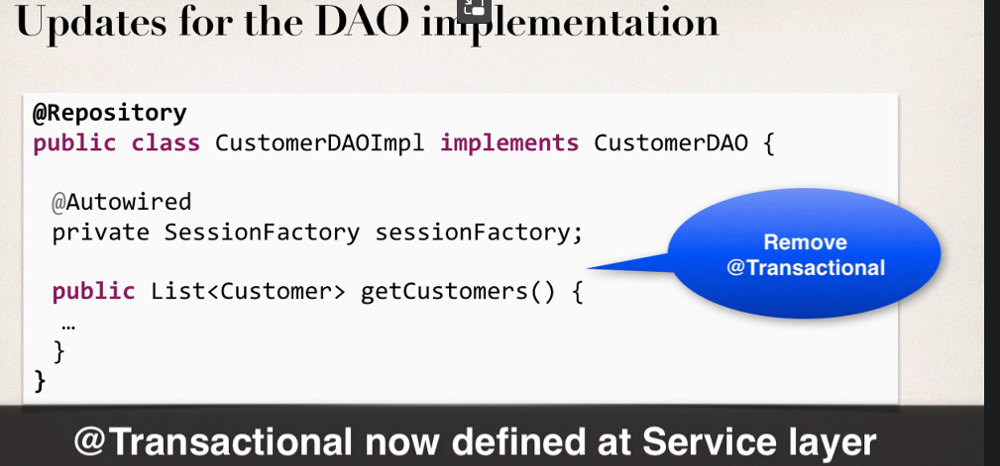 Updates for the DAO implementation
@Repository
public class CustomerDAOImpl implements CustomerDAO {
@Autowired
private SessionFactory sessionFactory;
Remove
@Transactional
public List<Customer> getCustomers() {
…
}
}
@Transactional now defined at Service layer